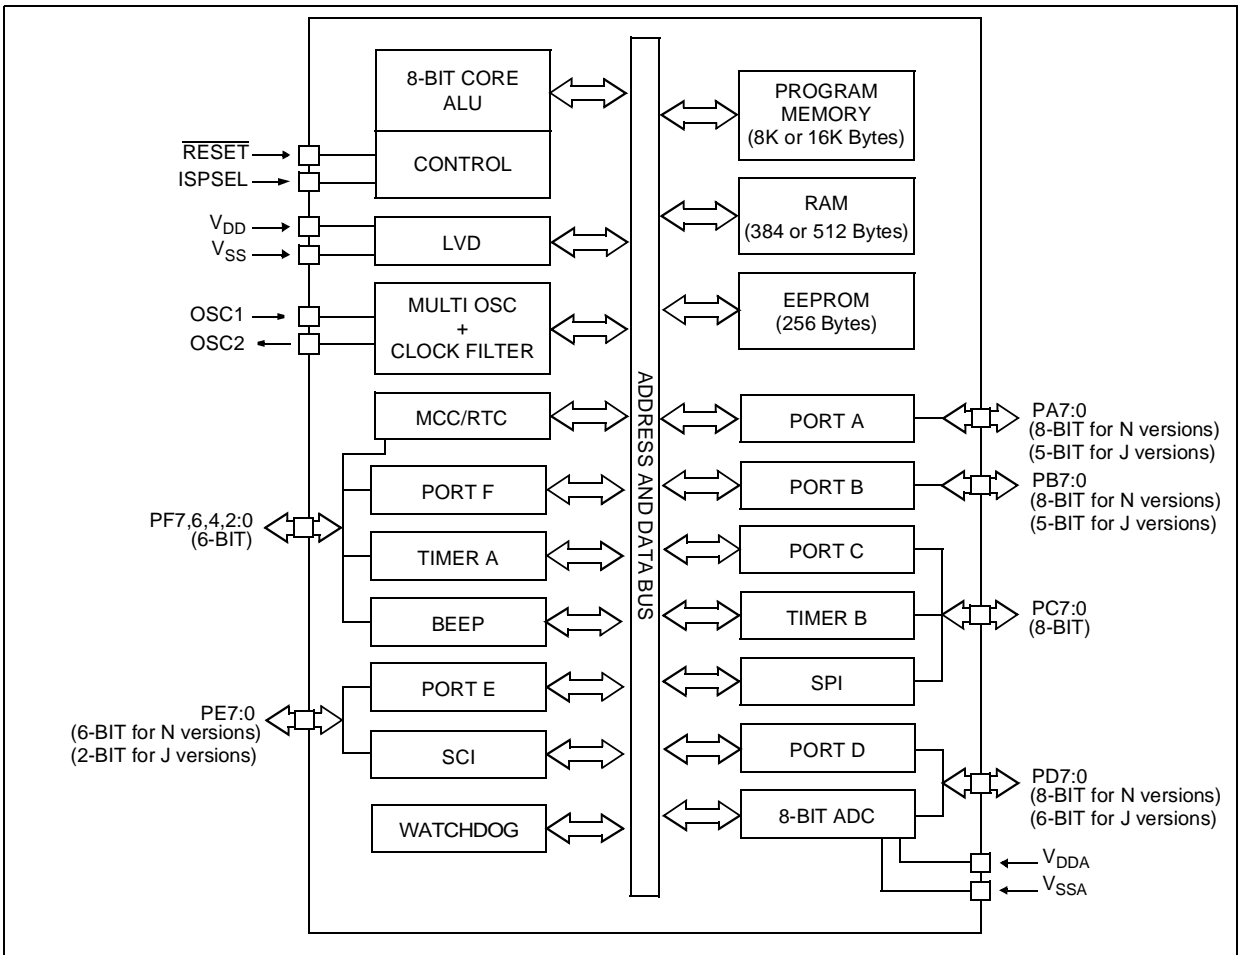 8-BIT CORE
ALU
CONTROL
RESET
ISPSEL
VDD
VSS
LVD
OSC1
OSC2
MULTI OSC
+
CLOCK FILTER
MCC/RTC
PORT F
PF7,6,4,2:0
(6-BIT)
TIMER A
BEEP
PORT E
PE7:0
(6-BIT for N versions)
(2-BIT for J versions)
SCI
WATCHDOG
ADDRESS AND DATA BUS
PROGRAM
MEMORY
(8K or 16K Bytes)
RAM
(384 or 512 Bytes)
EEPROM
(256 Bytes)
PORT A
PA7:0
(8-BIT for N versions)
(5-BIT for J versions)
PORT B
PB7:0
(8-BIT for N versions)
(5-BIT for J versions)
PORT C
TIMER B
PC7:0
(8-BIT)
SPI
PORT D
PD7:0
(8-BIT for N versions)
(6-BIT for J versions)
8-BIT ADC
VDDA
VSSA